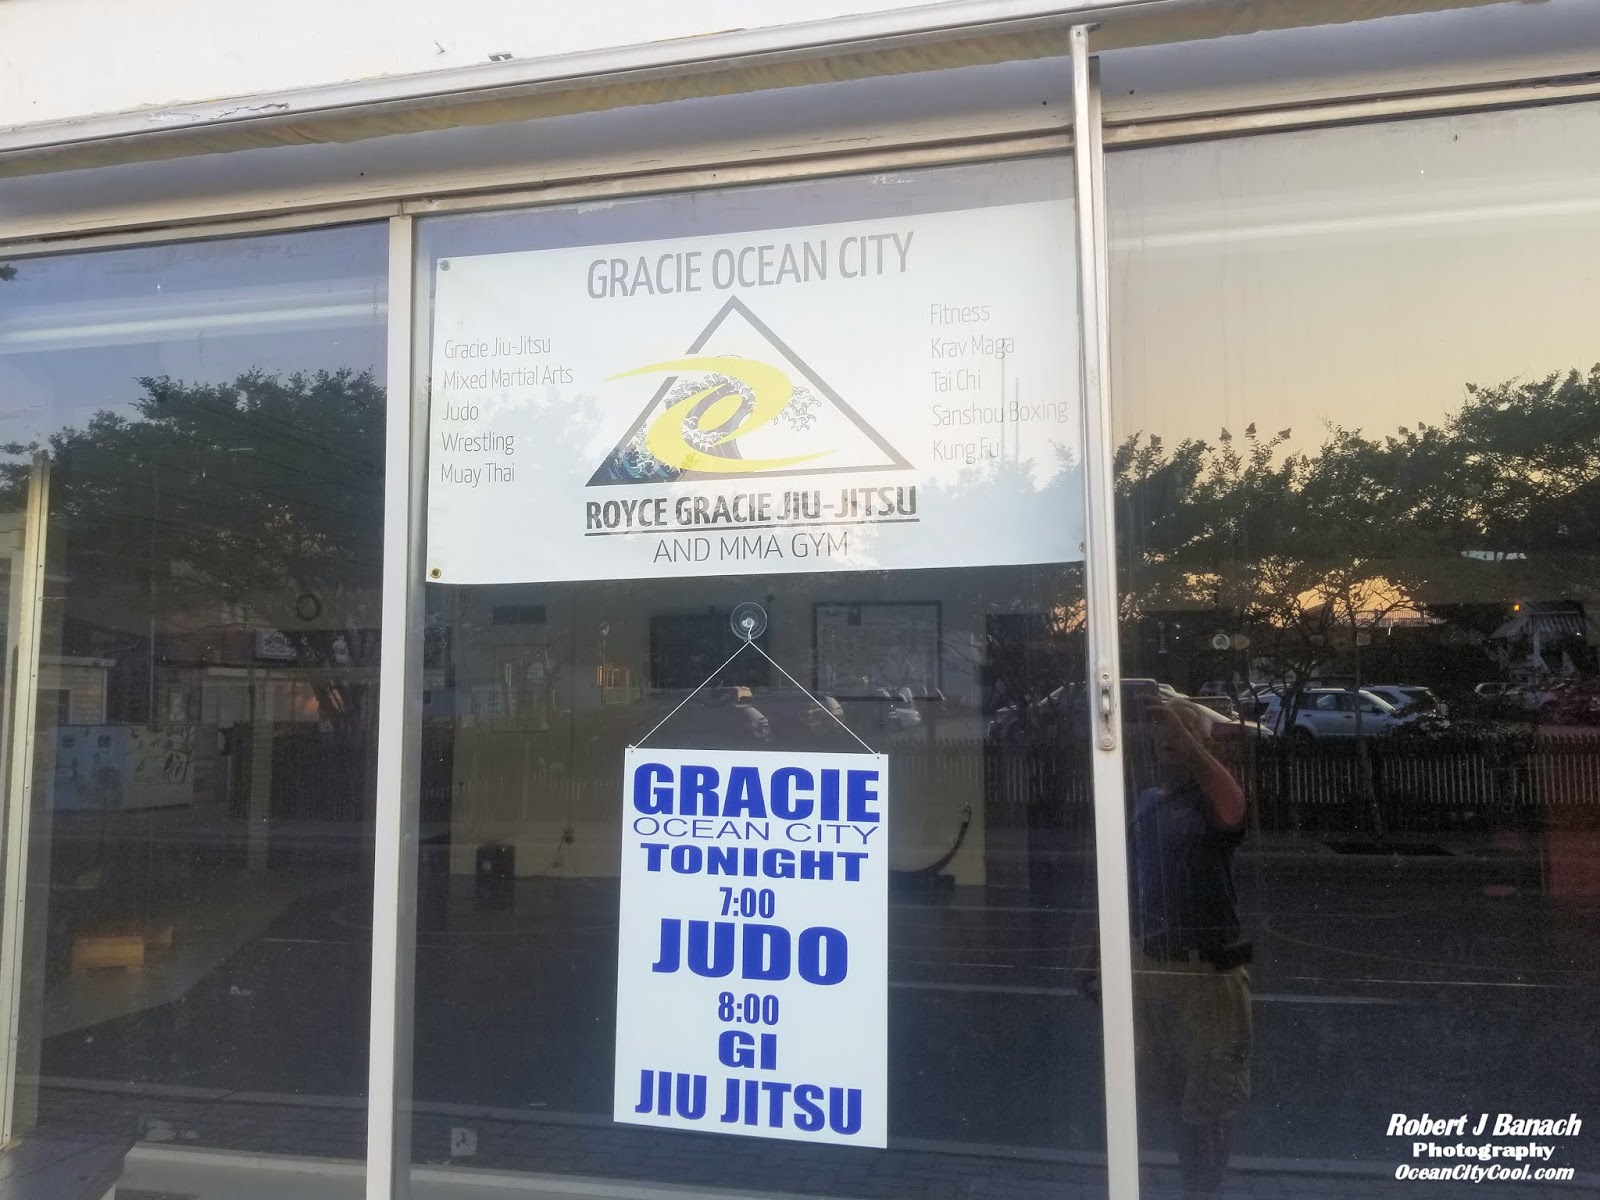 GRACIE OCEAN CITY
Gracie Jiu-Jitsu
Mixed Martial Arts
Judo
Wrestling
Muay Thai
Fitness
Krav Maga
Tai Chi
Sanshou Boxing
Kung Fu
ROYCE GRACIE JIU-JITSU
AND MMA GYM
GRACIE
OCEAN CITY
TONIGHT
7:00
JUDO
8:00
GI
JIU JITSU
Robert J Banach
Photography
OceanCityCool.com